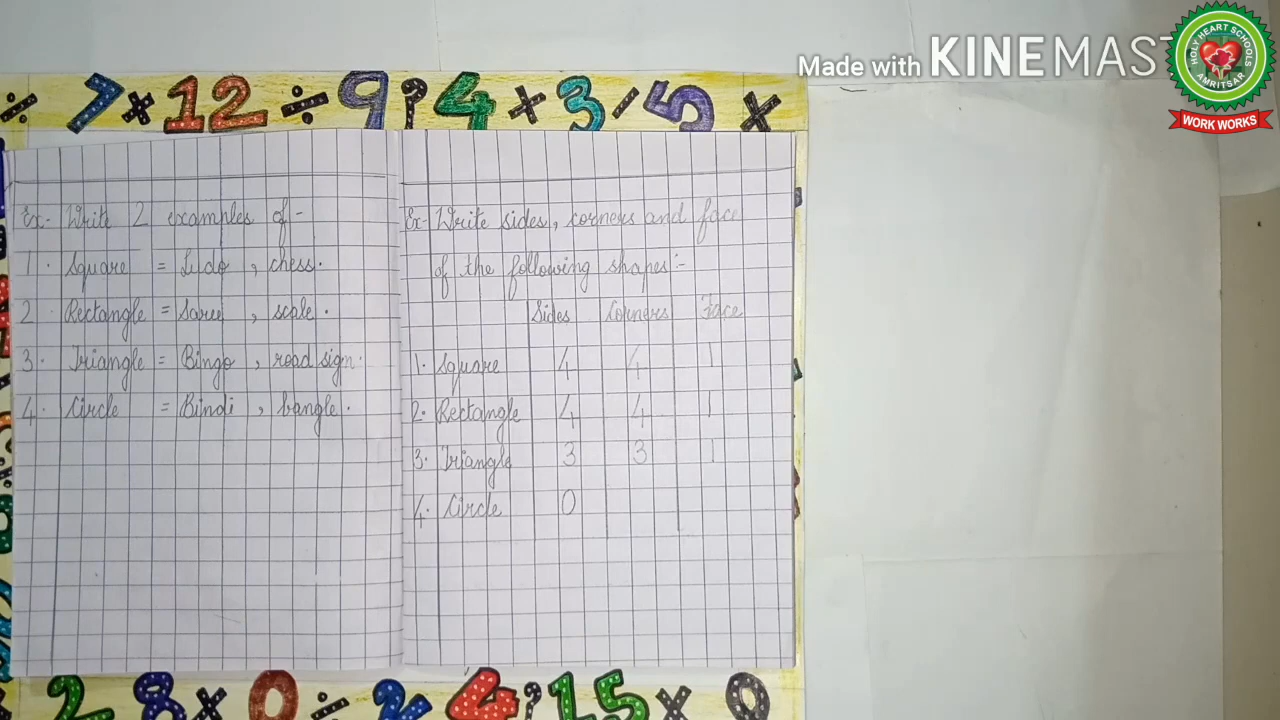 Made with KINEMAST
HOLY HEART SCHOOLS
AMRITSAR
WORK WORKS
÷ 7 × 12 ÷ 9 ? 4 + 3 - 5 ×
Ex- Write 2 examples of -
1. Square = Ludo, chess.
2. Rectangle = Saree, scale.
3. Triangle = Bingo, road sign.
4. Circle = Bindi, bangle.
Ex- Write sides, corners and face
of the following shapes:-
Sides Corners Face
1. Square 4 4 1
2. Rectangle 4 4 1
3. Triangle 3 3 1
4. Circle 0
2 - 8 × 0 ÷ 2 4 ? 15 × 0